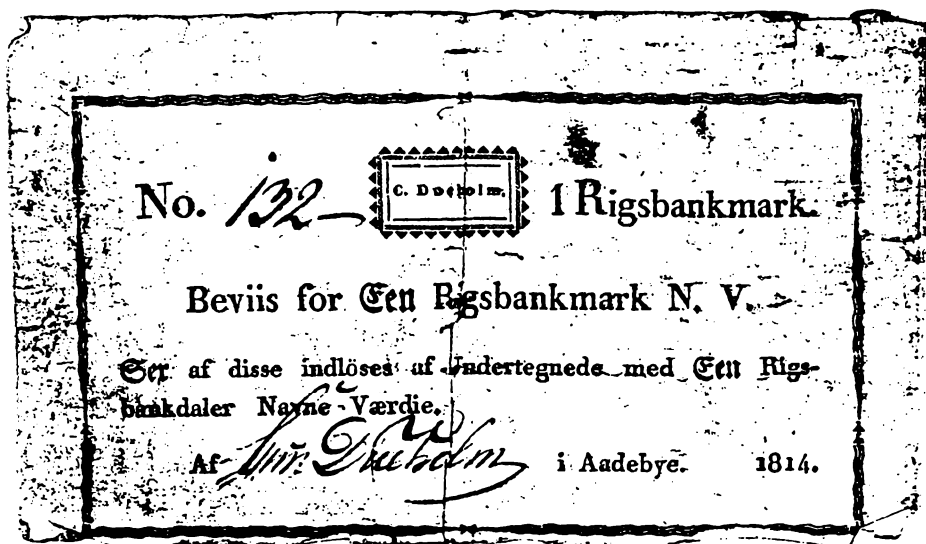 No. 132 C. Dueholm. 1 Rigsbankmark.
Beviis for Een Rigsbankmark N. V.
Sex af disse indlöses af Undertegnede med Een Rigs-
bankdaler Navne-Værdie.
Af Dueholm i Aadebye. 1814.